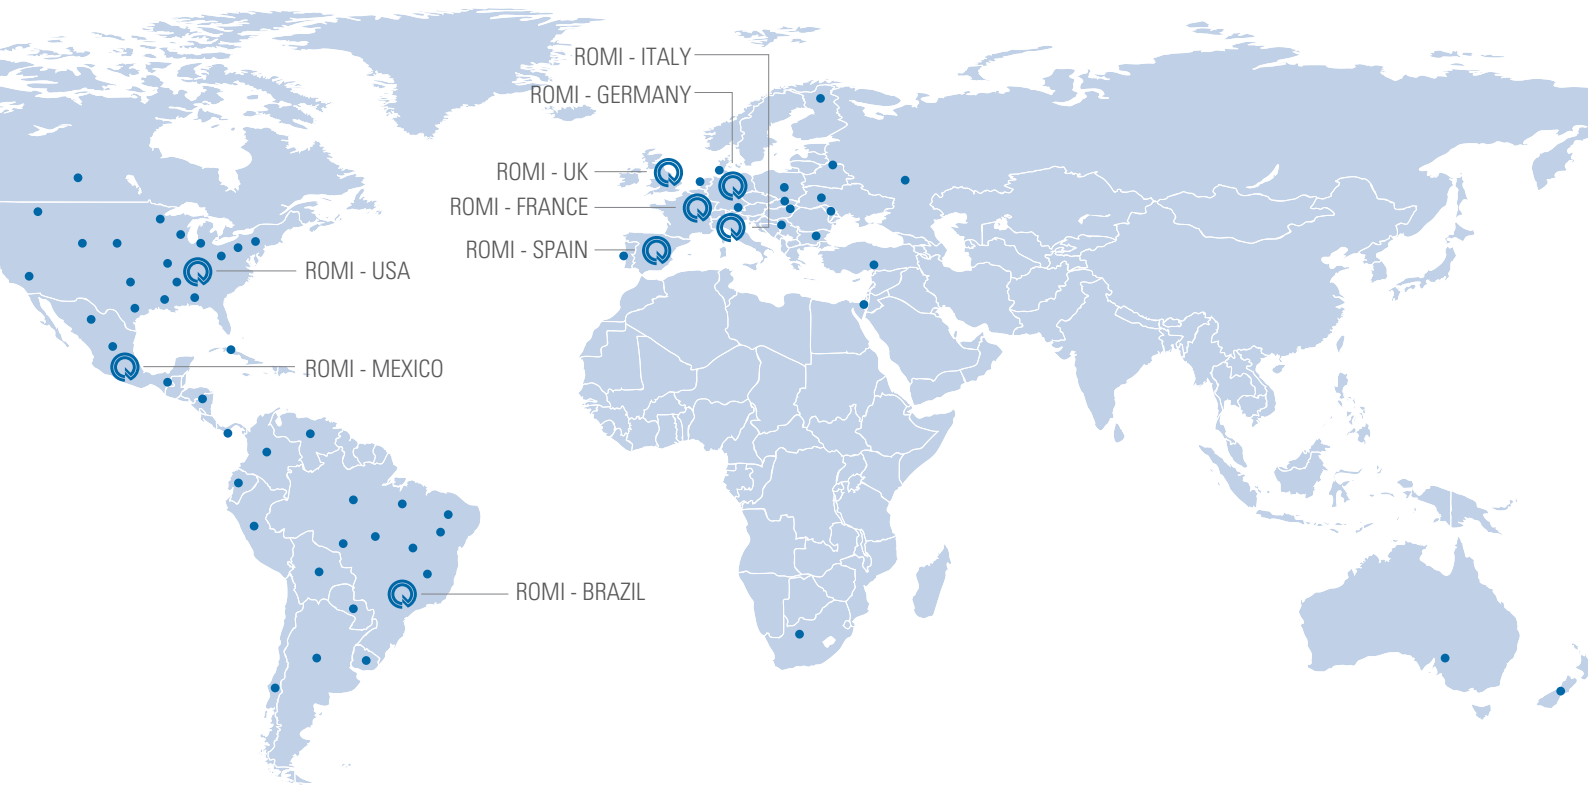 ROMI - ITALY
ROMI - GERMANY
ROMI - UK
ROMI - FRANCE
ROMI - SPAIN
ROMI - USA
ROMI - MEXICO
ROMI - BRAZIL